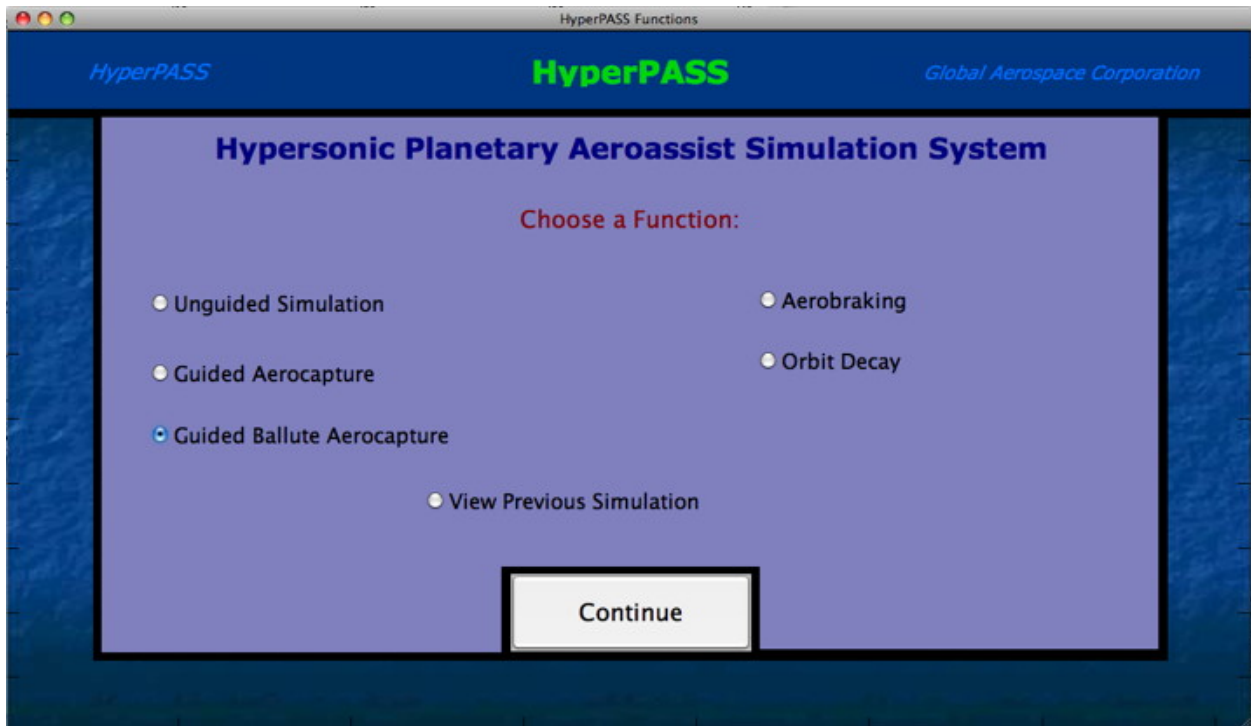 HyperPASS Functions
HyperPASS
HyperPASS
Global Aerospace Corporation
Hypersonic Planetary Aeroassist Simulation System
Choose a Function:
Unguided Simulation
Aerobraking
Guided Aerocapture
Orbit Decay
Guided Ballute Aerocapture
View Previous Simulation
Continue